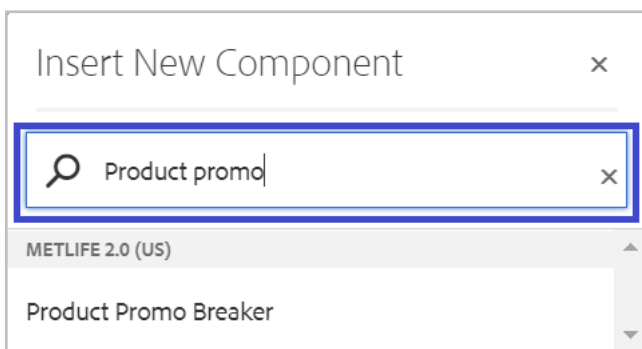 Insert New Component
Product promo
METLIFE 2.0 (US)
Product Promo Breaker